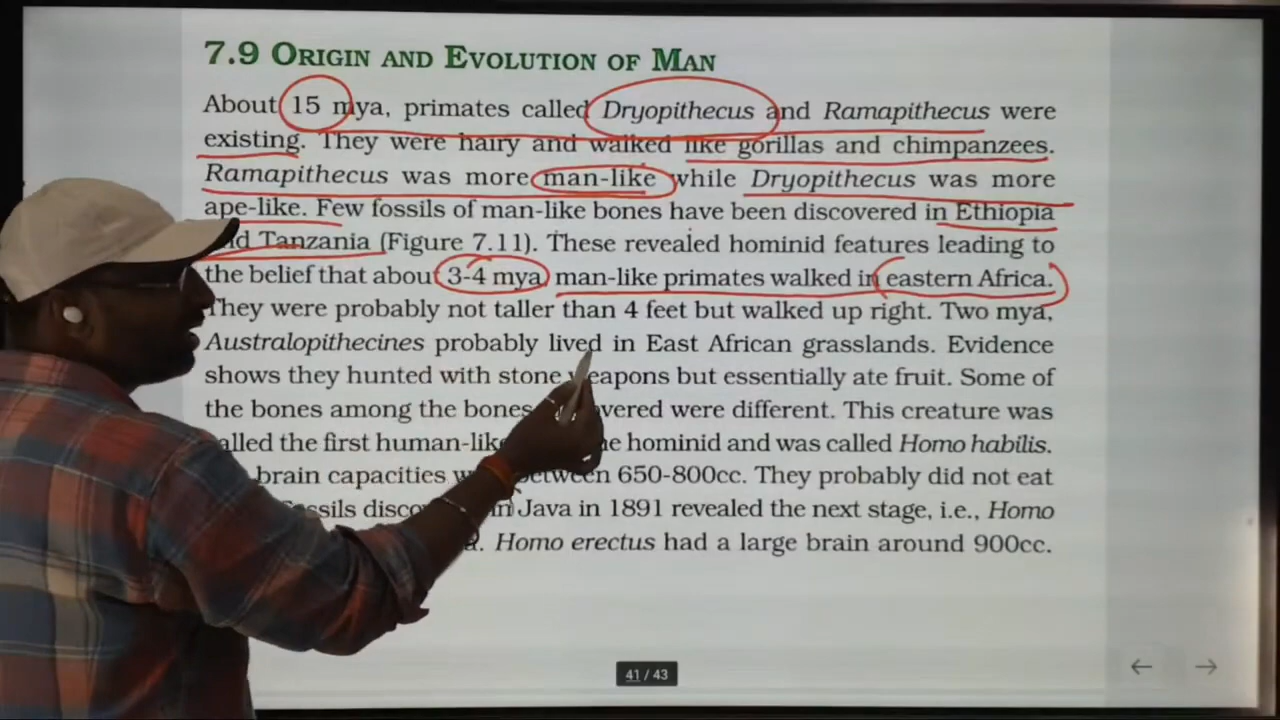 7.9 ORIGIN AND EVOLUTION OF MAN
About 15 mya, primates called Dryopithecus and Ramapithecus were
existing. They were hairy and walked like gorillas and chimpanzees.
Ramapithecus was more man-like while Dryopithecus was more
ape-like. Few fossils of man-like bones have been discovered in Ethiopia
and Tanzania (Figure 7.11). These revealed hominid features leading to
the belief that about 3-4 mya, man-like primates walked in eastern Africa.
They were probably not taller than 4 feet but walked up right. Two mya,
Australopithecines probably lived in East African grasslands. Evidence
shows they hunted with stone weapons but essentially ate fruit. Some of
the bones among the bones were different. This creature was
called the first human-like hominid and was called Homo habilis.
brain capacities between 650-800cc. They probably did not eat
in Java in 1891 revealed the next stage, i.e., Homo
Homo erectus had a large brain around 900cc.
41 / 43